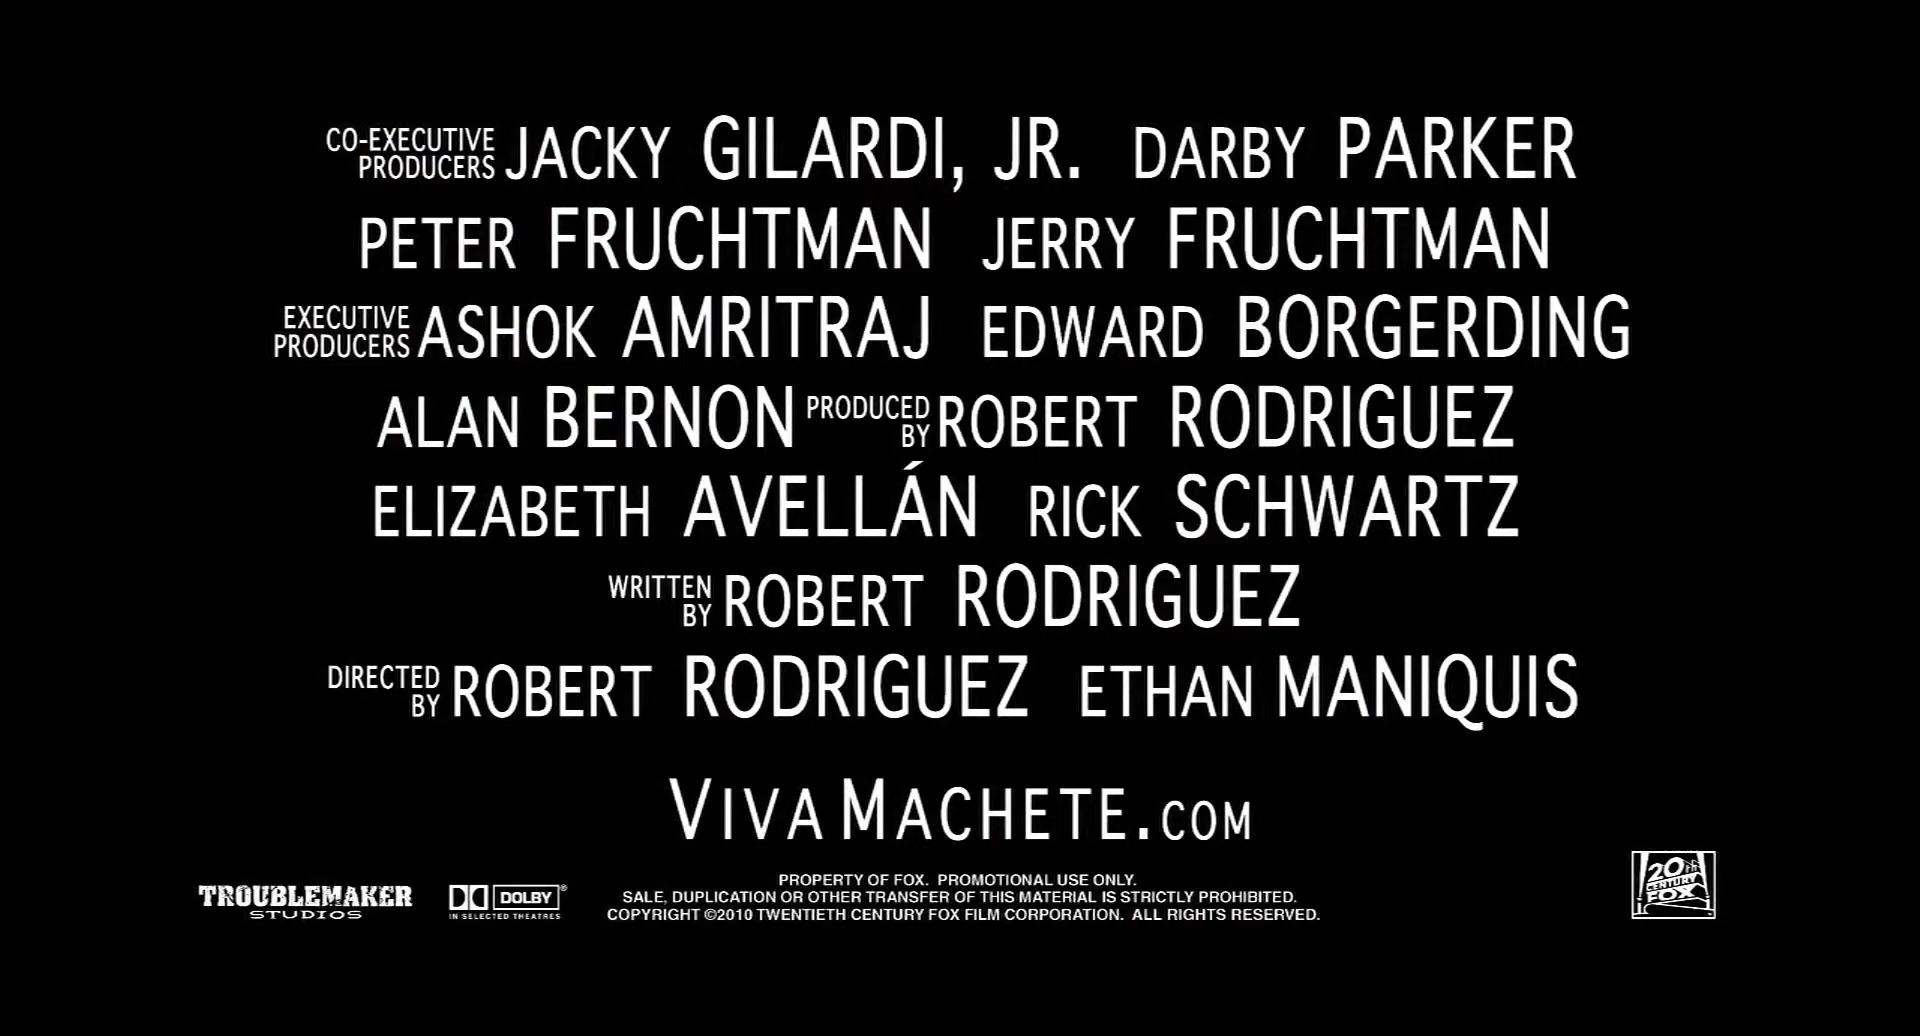 CO-EXECUTIVE PRODUCERS JACKY GILARDI, JR. DARBY PARKER
PETER FRUCHTMAN JERRY FRUCHTMAN
EXECUTIVE PRODUCERS ASHOK AMRITRAJ EDWARD BORGERDING
ALAN BERNON PRODUCED BY ROBERT RODRIGUEZ
ELIZABETH AVELLÁN RICK SCHWARTZ
WRITTEN BY ROBERT RODRIGUEZ
DIRECTED BY ROBERT RODRIGUEZ ETHAN MANIQUIS
VIVAMACHETE.COM
TROUBLEMAKER
STUDIOS
DOLBY®
IN SELECTED THEATRES
PROPERTY OF FOX. PROMOTIONAL USE ONLY.
SALE, DUPLICATION OR OTHER TRANSFER OF THIS MATERIAL IS STRICTLY PROHIBITED.
COPYRIGHT ©2010 TWENTIETH CENTURY FOX FILM CORPORATION. ALL RIGHTS RESERVED.
20TH
CENTURY
FOX